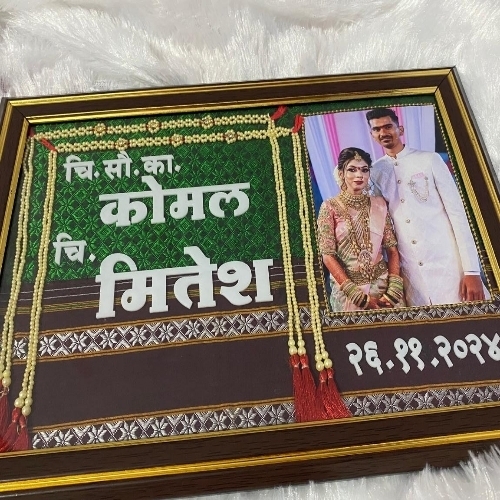 चि. सौ. का.
कोमल
चि.
मितेश
२६.११.२०२४